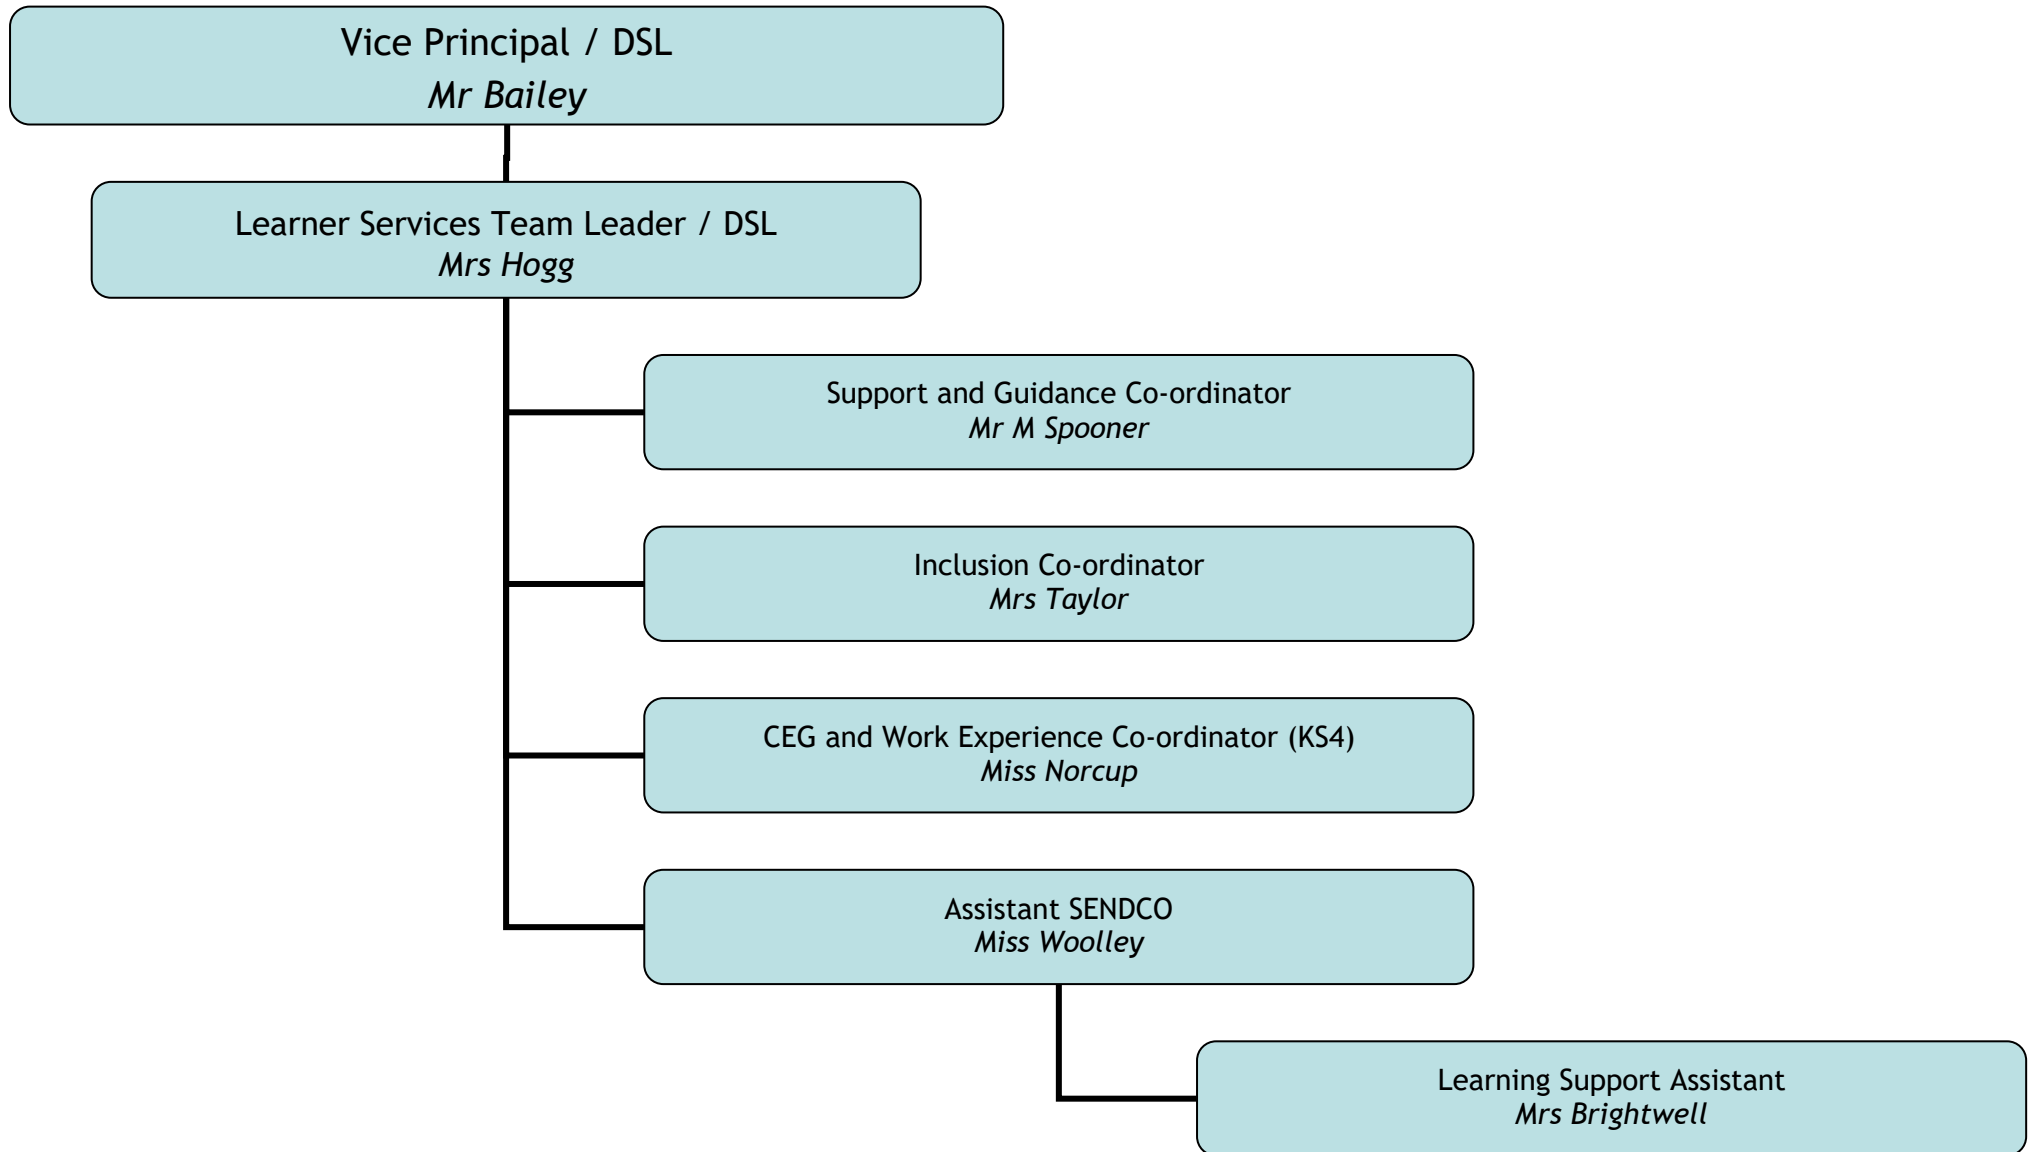 Vice Principal / DSL
Mr Bailey
Learner Services Team Leader / DSL
Mrs Hogg
Support and Guidance Co-ordinator
Mr M Spooner
Inclusion Co-ordinator
Mrs Taylor
CEG and Work Experience Co-ordinator (KS4)
Miss Norcup
Assistant SENDCO
Miss Woolley
Learning Support Assistant
Mrs Brightwell